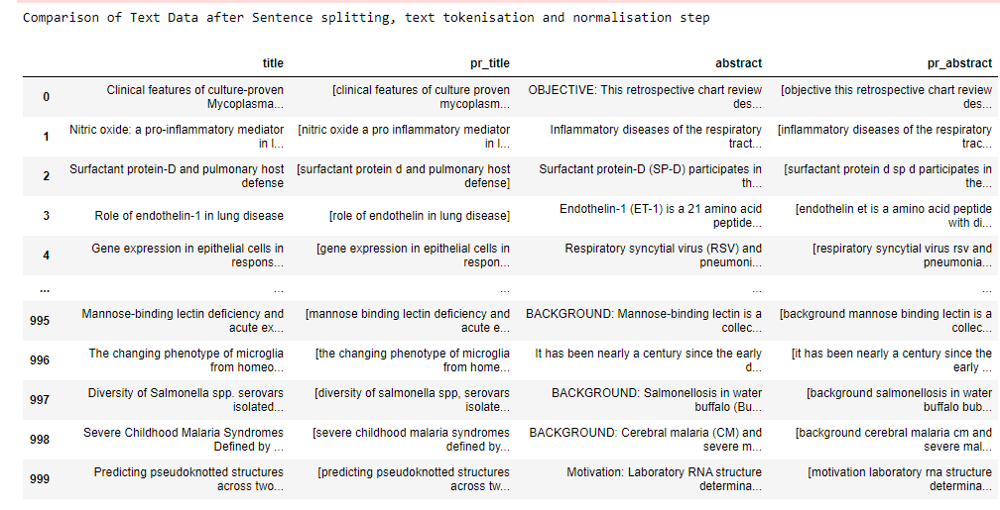 Comparison of Text Data after Sentence splitting, text tokenisation and normalisation step
title pr_title abstract pr_abstract
0 Clinical features of culture-proven Mycoplasma... [clinical features of culture proven mycoplasm... OBJECTIVE: This retrospective chart review des... [objective this retrospective chart review des...
1 Nitric oxide: a pro-inflammatory mediator in l... [nitric oxide a pro inflammatory mediator in l... Inflammatory diseases of the respiratory tract... [inflammatory diseases of the respiratory trac...
2 Surfactant protein-D and pulmonary host defense [surfactant protein d and pulmonary host defense] Surfactant protein-D (SP-D) participates in th... [surfactant protein d sp d participates in the...
3 Role of endothelin-1 in lung disease [role of endothelin in lung disease] Endothelin-1 (ET-1) is a 21 amino acid peptide... [endothelin et is a amino acid peptide with di...
4 Gene expression in epithelial cells in respons... [gene expression in epithelial cells in respon... Respiratory syncytial virus (RSV) and pneumoni... [respiratory syncytial virus rsv and pneumonia...
... ... ... ... ...
995 Mannose-binding lectin deficiency and acute ex... [mannose binding lectin deficiency and acute e... BACKGROUND: Mannose-binding lectin is a collec... [background mannose binding lectin is a collec...
996 The changing phenotype of microglia from homeo... [the changing phenotype of microglia from home... It has been nearly a century since the early d... [it has been nearly a century since the early ...
997 Diversity of Salmonella spp. serovars isolated... [diversity of salmonella spp, serovars isolate... BACKGROUND: Salmonellosis in water buffalo (Bu... [background salmonellosis in water buffalo bub...
998 Severe Childhood Malaria Syndromes Defined by ... [severe childhood malaria syndromes defined by... BACKGROUND: Cerebral malaria (CM) and severe m... [background cerebral malaria cm and severe mal...
999 Predicting pseudoknotted structures across two... [predicting pseudoknotted structures across tw... Motivation: Laboratory RNA structure determina... [motivation laboratory rna structure determina...